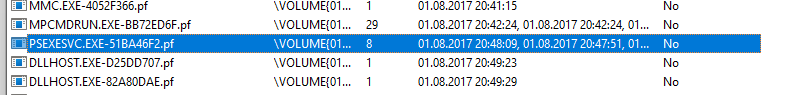 MMC.EXE-4052F366.pf \VOLUME{01... 1 01.08.2017 20:41:15 No
MPCMDRUN.EXE-BB72ED6F.pf \VOLUME{01... 29 01.08.2017 20:42:24, 01.08.2017 20:42:24, 0... No
PSEXESVC.EXE-51BA46F2.pf \VOLUME{01... 8 01.08.2017 20:48:09, 01.08.2017 20:47:51, 01... No
DLLHOST.EXE-D25DD707.pf \VOLUME{01... 1 01.08.2017 20:49:23 No
DLLHOST.EXE-82A80DAE.pf \VOLUME{01... 1 01.08.2017 20:49:29 No